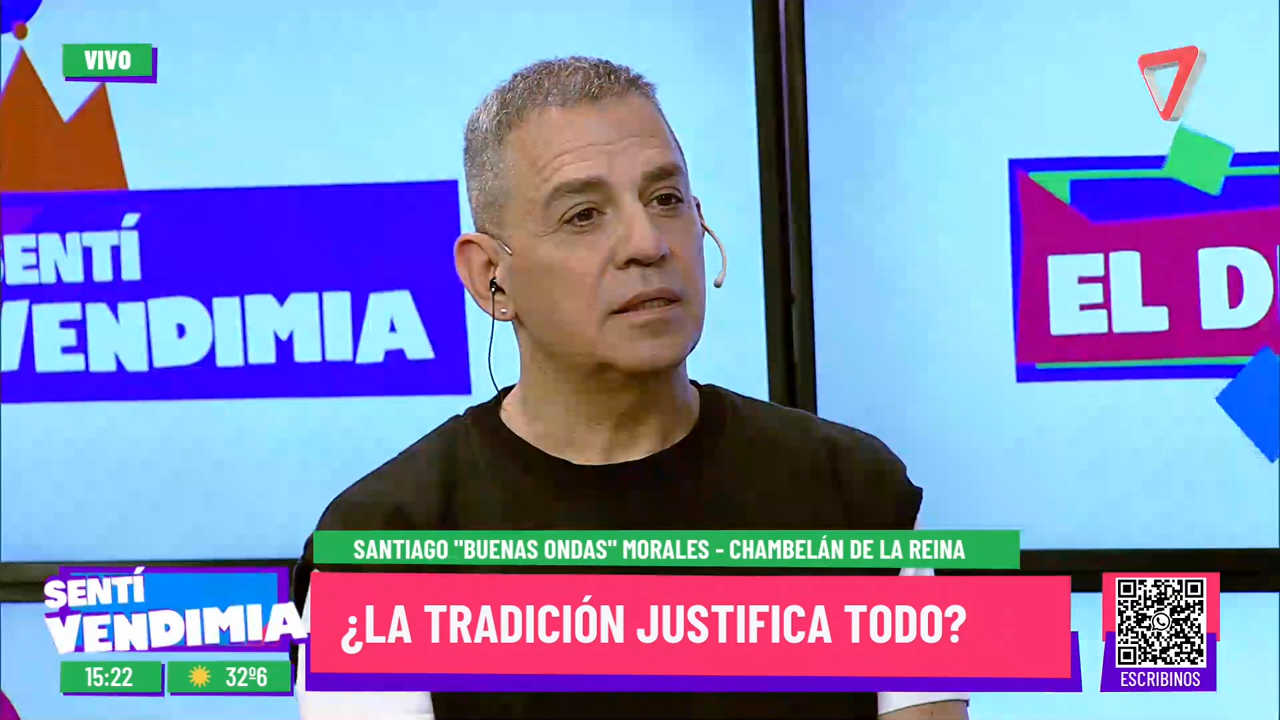 VIVO
7
SENTÍ
VENDIMIA
EL D
SANTIAGO "BUENAS ONDAS" MORALES - CHAMBELÁN DE LA REINA
SENTÍ
VENDIMIA
¿LA TRADICIÓN JUSTIFICA TODO?
15:22
32º6
ESCRIBINOS